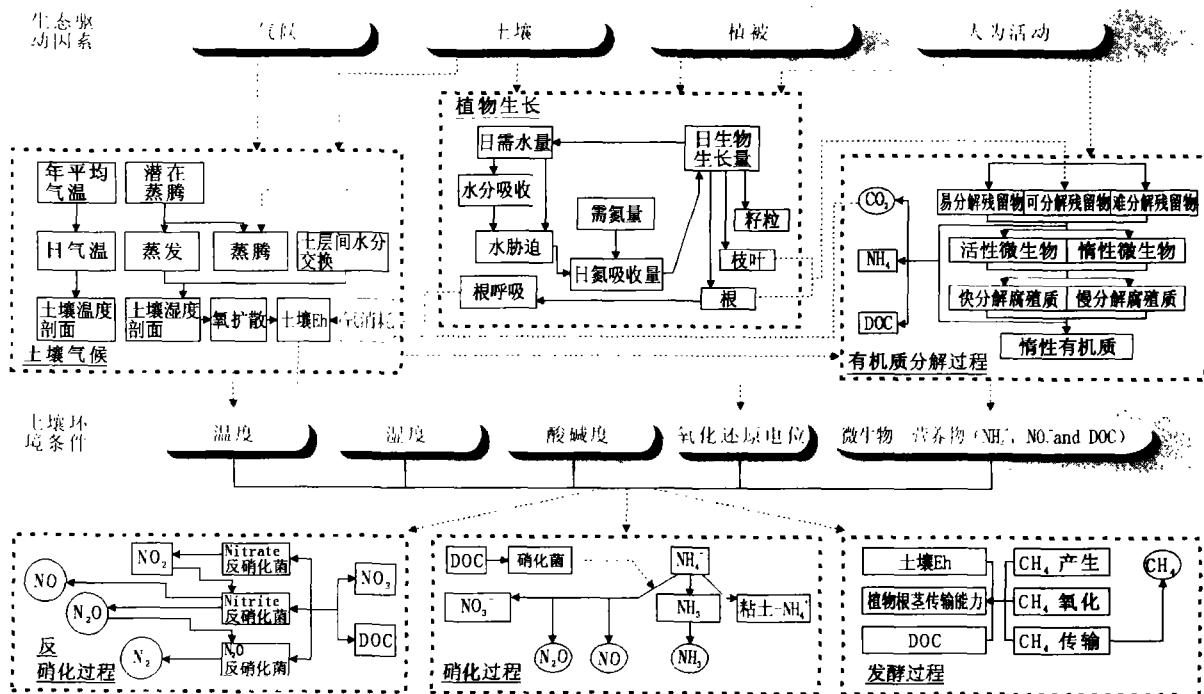 生态驱
动因素
气候
土壤
植被
人为活动
植物生长
日需水量
日生物
生长量
水分吸收
需氮量
籽粒
水胁迫
日氮吸收量
枝叶
根呼吸
根
年平均
气温
潜在
蒸腾
日气温
蒸发
蒸腾
土层间水分
交换
土壤温度
剖面
土壤湿度
剖面
氧扩散
土壤Eh
氧消耗
土壤气候
CO₂
NH₄
DOC
易分解残留物
可分解残留物
难分解残留物
活性微生物
惰性微生物
快分解腐殖质
慢分解腐殖质
惰性有机质
有机质分解过程
土壤环
境条件
温度
湿度
酸碱度
氧化还原电位
微生物 营养物(NH₄⁺, NO₃⁻and DOC)
NO₂
Nitrate
反硝化菌
NO
N₂O
Nitrite
反硝化菌
NO₃
DOC
N₂
N₂O
反硝化菌
反
硝化过程
DOC
硝化菌
NH₄⁻
NO₃⁻
NH₃
粘土-NH₄⁺
N₂O
NO
NH₃
硝化过程
土壤Eh
植物根茎传输能力
DOC
CH₄ 产生
CH₄ 氧化
CH₄ 传输
CH₄
发酵过程